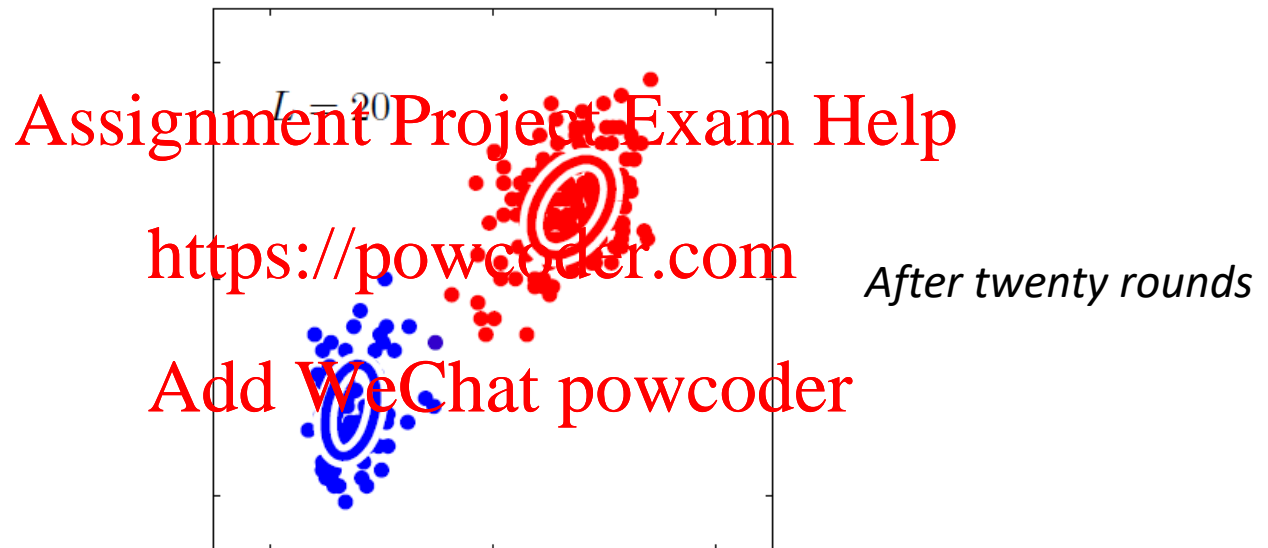 L = 20
Assignment Project Exam Help
https://powcoder.com
After twenty rounds
Add WeChat powcoder